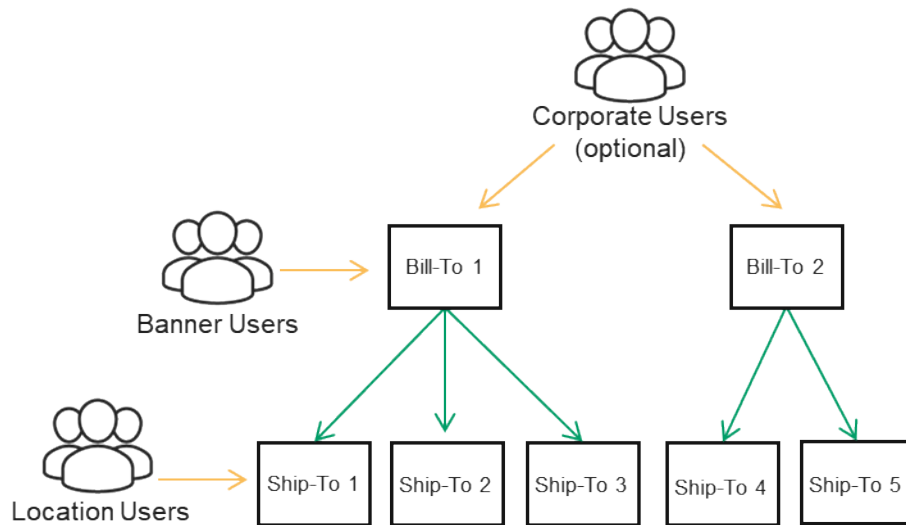 Corporate Users
(optional)
Bill-To 1
Bill-To 2
Banner Users
Ship-To 1
Ship-To 2
Ship-To 3
Ship-To 4
Ship-To 5
Location Users